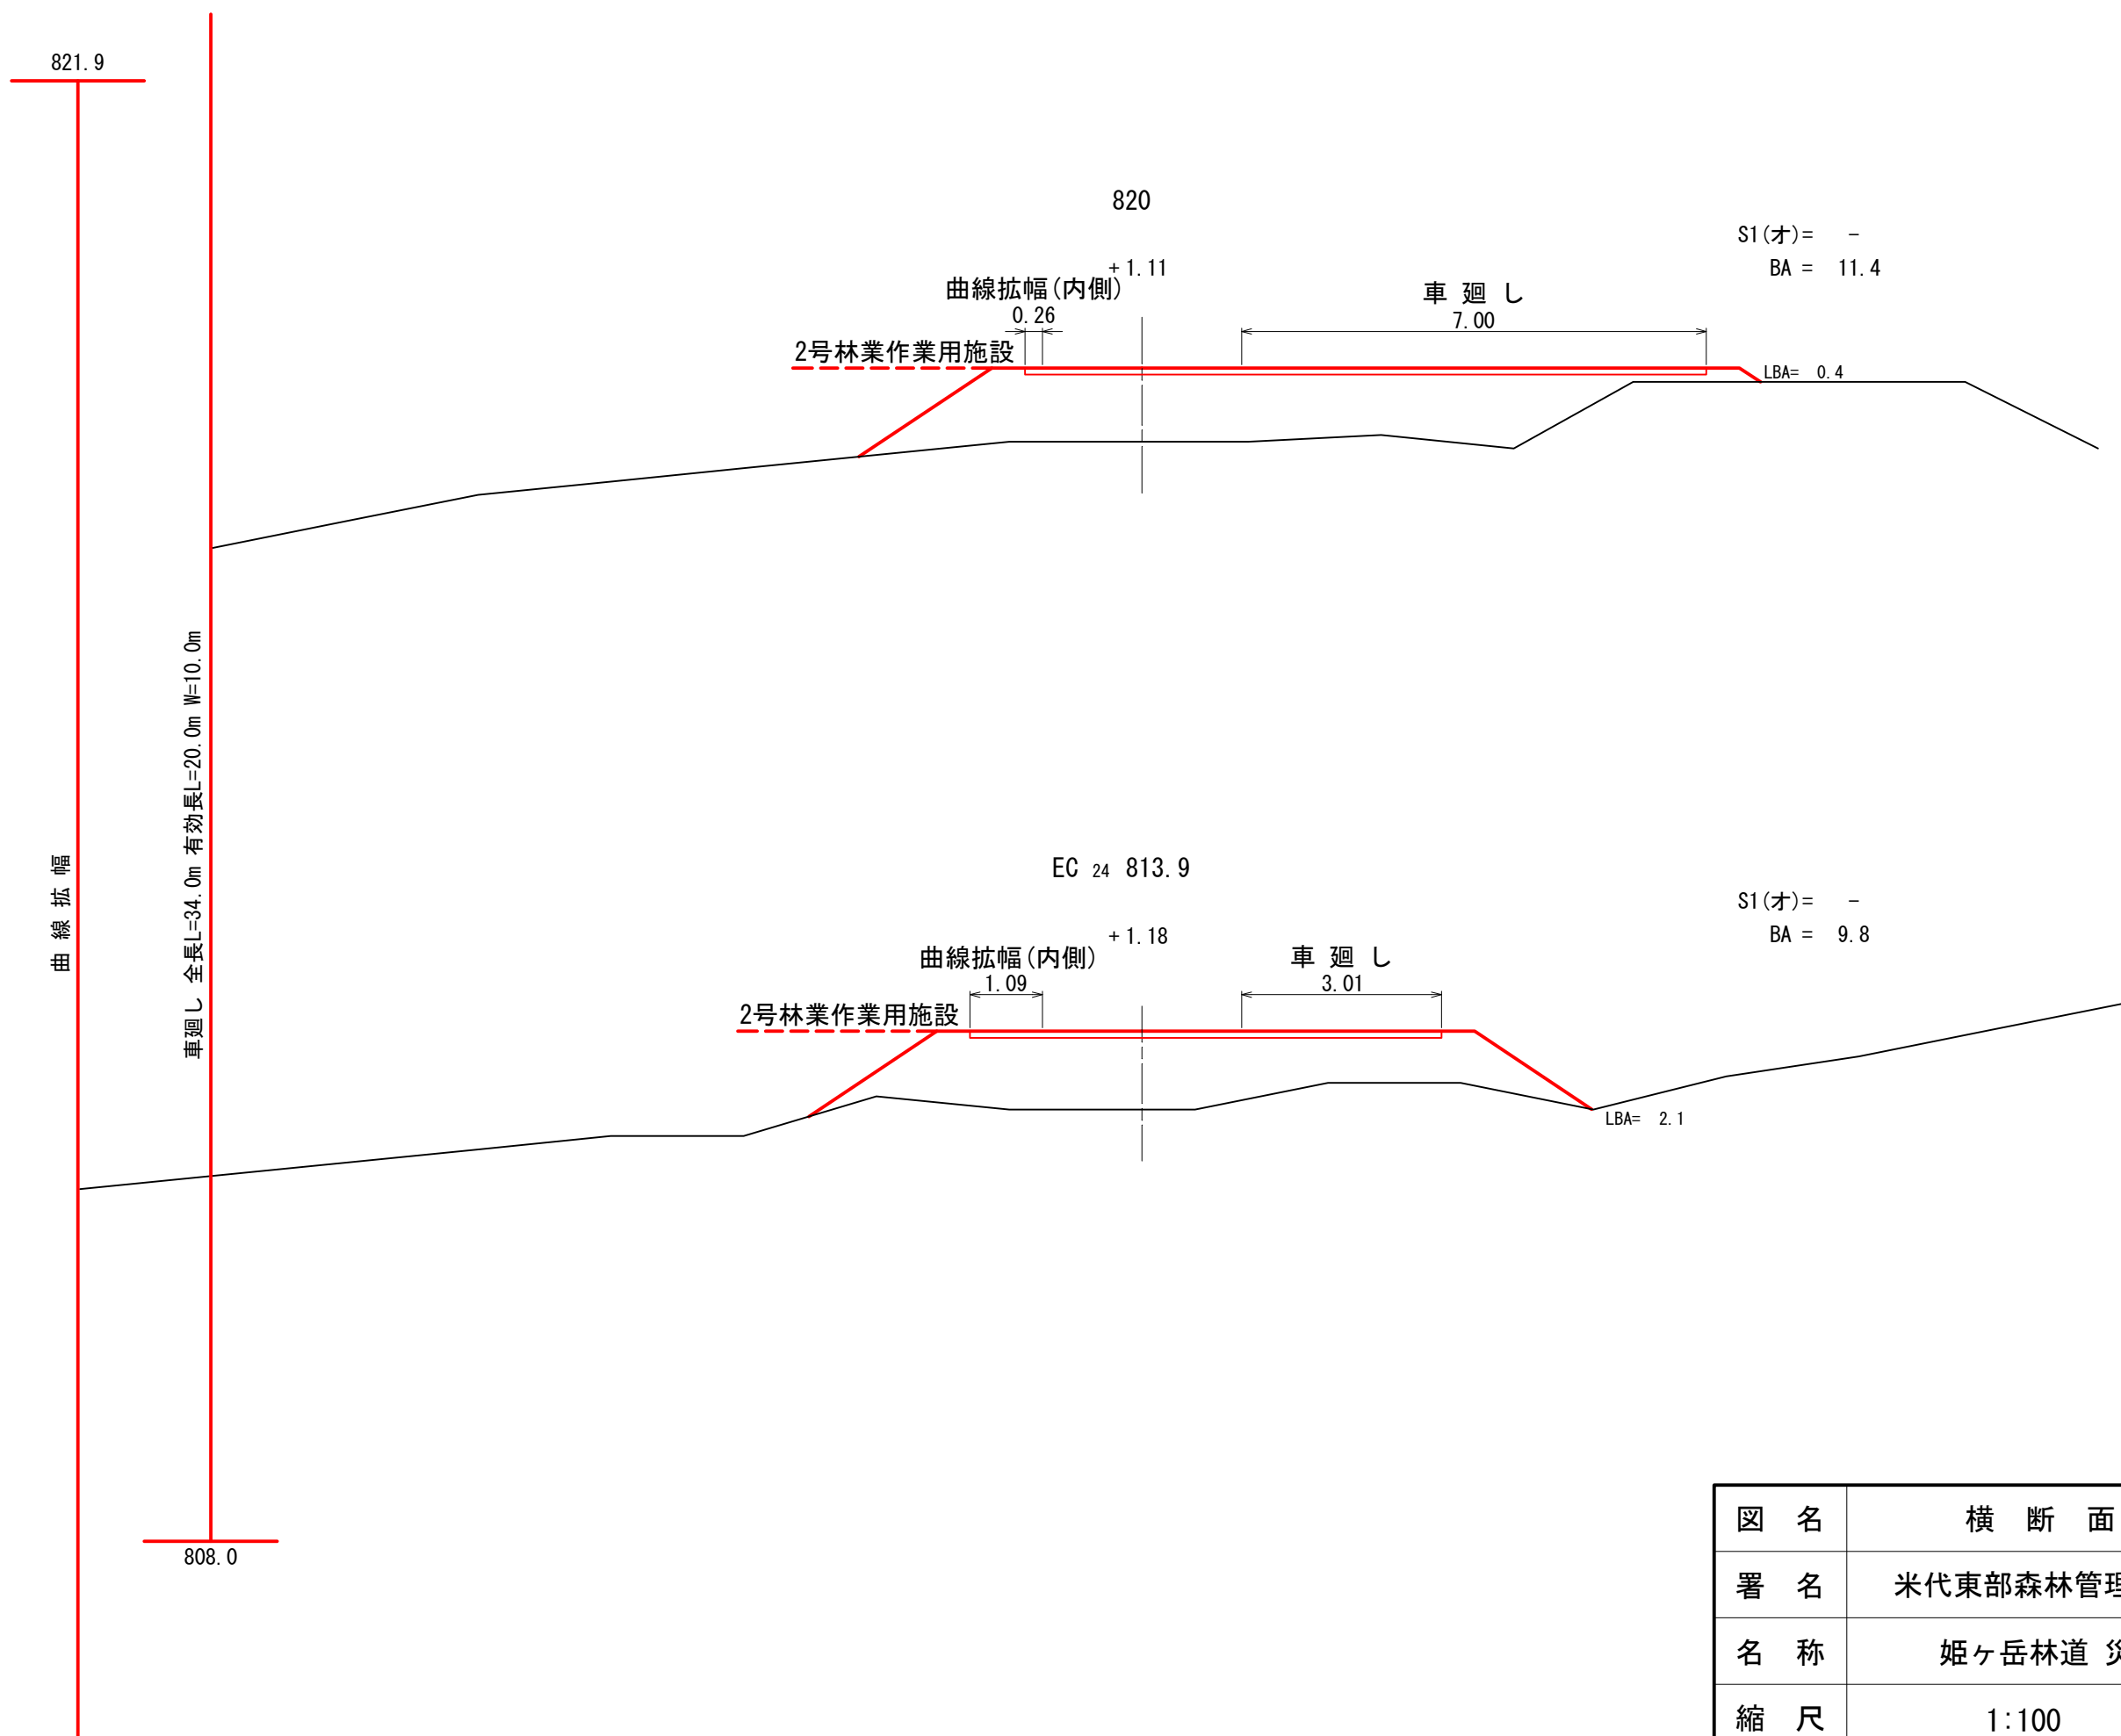 821.9
820
S1(オ)= -
+1.11
BA = 11.4
曲線拡幅(内側)
車 廻 し
0.26
7.00
2号林業作業用施設
LBA= 0.4
車廻し 全長L=34.0m 有効長L=20.0m W=10.0m
曲 線 拡 幅
EC 24 813.9
S1(オ)= -
+1.18
BA = 9.8
曲線拡幅(内側)
車 廻 し
1.09
3.01
2号林業作業用施設
LBA= 2.1
808.0
図 名 横 断 面
署 名 米代東部森林管理
名 称 姫ヶ岳林道
縮 尺 1:100